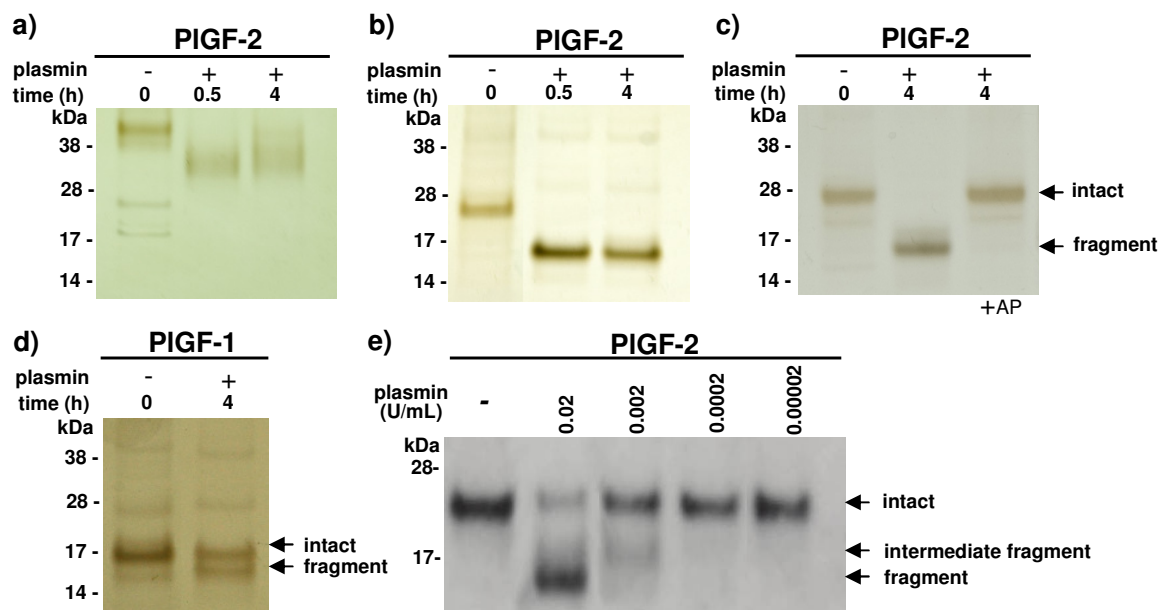 a)
PlGF-2
plasmin - + +
time (h) 0 0.5 4
kDa
38 -
28 -
17 -
14 -
b)
PlGF-2
plasmin - + +
time (h) 0 0.5 4
kDa
38 -
28 -
17 -
14 -
c)
PlGF-2
plasmin - + +
time (h) 0 4 4
kDa
38 -
28 -
17 -
14 -
intact
fragment
+AP
d)
PlGF-1
plasmin - +
time (h) 0 4
kDa
38 -
28 -
17 -
14 -
intact
fragment
e)
PlGF-2
plasmin
(U/mL)
- 0.02 0.002 0.0002 0.00002
kDa
28-
17-
intact
intermediate fragment
fragment